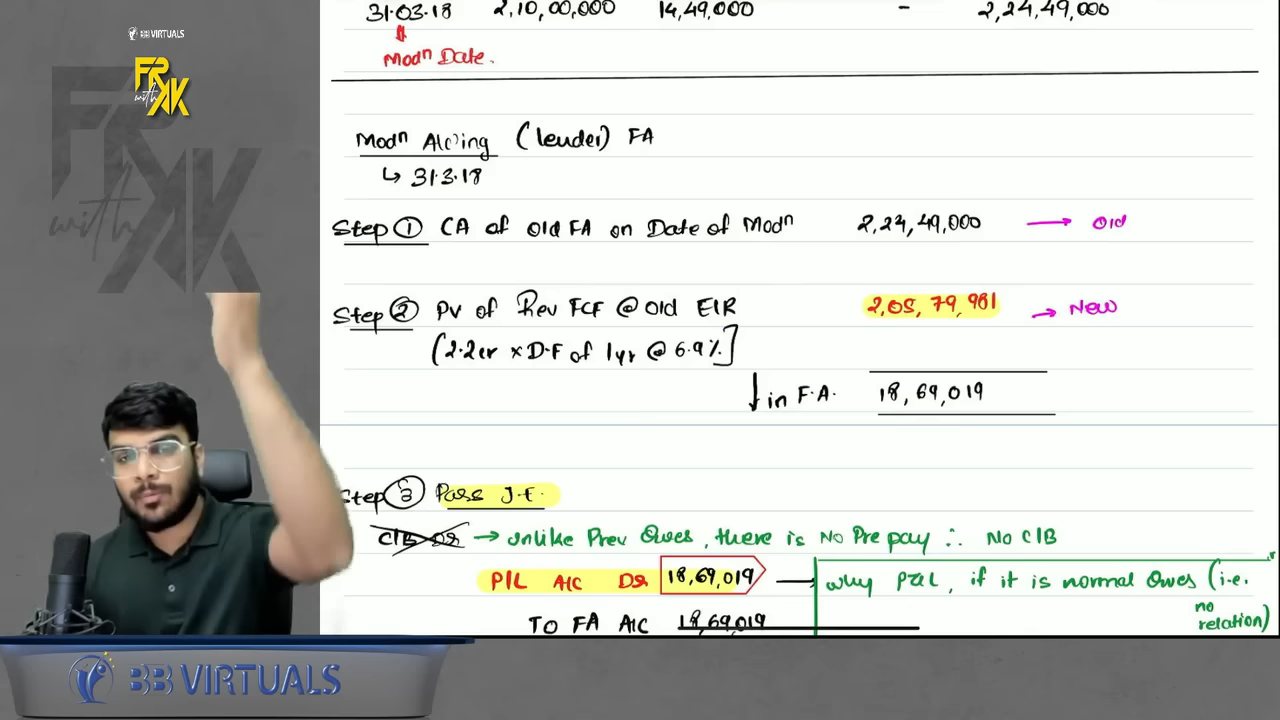 31.03.18 2,10,00,000 14,49,000 - 2,24,49,000
BB VIRTUALS
Modn Date.
FR
with AK
FR
with AK
Modn A/c'ing (lender) FA
↳ 31.3.18
Step ① CA of old FA on Date of Modn 2,24,49,000 → Old
Step ② PV of Rev FCF @ old EIR 2,05,79,981 → New
(2.2cr x D.F of 1yr @ 6.9%]
↓ in F.A. 18,69,019
Step ③ Pass J.E.
C/B Dr → unlike Prev Ques, there is No Prepay ∴ No C/B
P/L A/C Dr 18,69,019 → why P&L, if it is normal Ques (i.e.
no
relation)
TO FA A/C 18,69,019
BB VIRTUALS